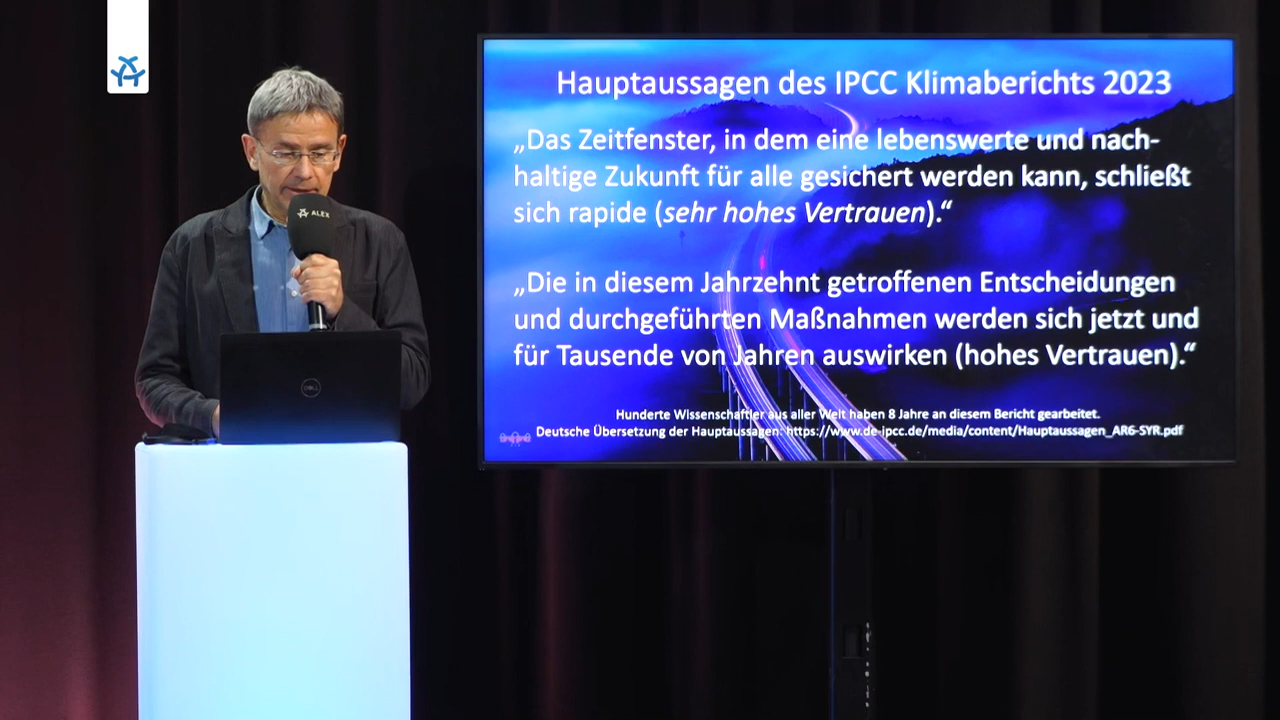 Hauptaussagen des IPCC Klimaberichts 2023
„Das Zeitfenster, in dem eine lebenswerte und nach-
haltige Zukunft für alle gesichert werden kann, schließt
sich rapide (sehr hohes Vertrauen).“
„Die in diesem Jahrzehnt getroffenen Entscheidungen
und durchgeführten Maßnahmen werden sich jetzt und
für Tausende von Jahren auswirken (hohes Vertrauen).“
Hunderte Wissenschaftler aus aller Welt haben 8 Jahre an diesem Bericht gearbeitet.
Deutsche Übersetzung der Hauptaussagen: https://www.de-ipcc.de/media/content/Hauptaussagen_AR6-SYR.pdf
ALEX
DELL